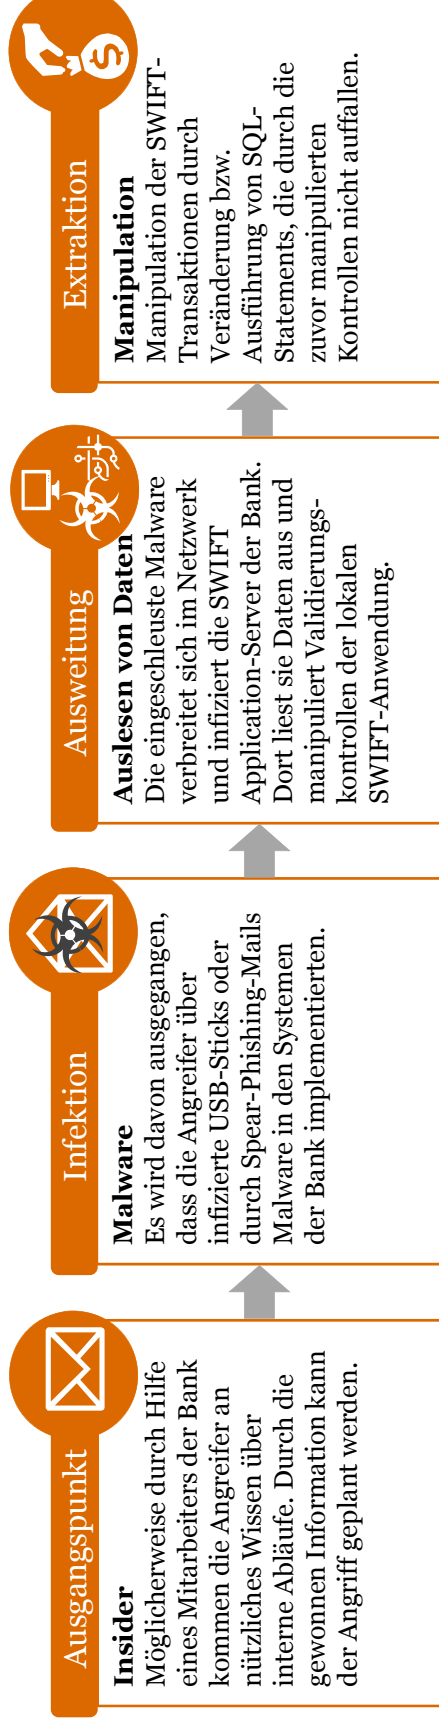 Ausgangspunkt
Insider
Möglicherweise durch Hilfe
eines Mitarbeiters der Bank
kommen die Angreifer an
nützliches Wissen über
interne Abläufe. Durch die
gewonnen Information kann
der Angriff geplant werden.
Infektion
Malware
Es wird davon ausgegangen,
dass die Angreifer über
infizierte USB-Sticks oder
durch Spear-Phishing-Mails
Malware in den Systemen
der Bank implementierten.
Ausweitung
Auslesen von Daten
Die eingeschleuste Malware
verbreitet sich im Netzwerk
und infiziert die SWIFT
Application-Server der Bank.
Dort liest sie Daten aus und
manipuliert Validierungs-
kontrollen der lokalen
SWIFT-Anwendung.
Extraktion
Manipulation
Manipulation der SWIFT-
Transaktionen durch
Veränderung bzw.
Ausführung von SQL-
Statements, die durch die
zuvor manipulierten
Kontrollen nicht auffallen.